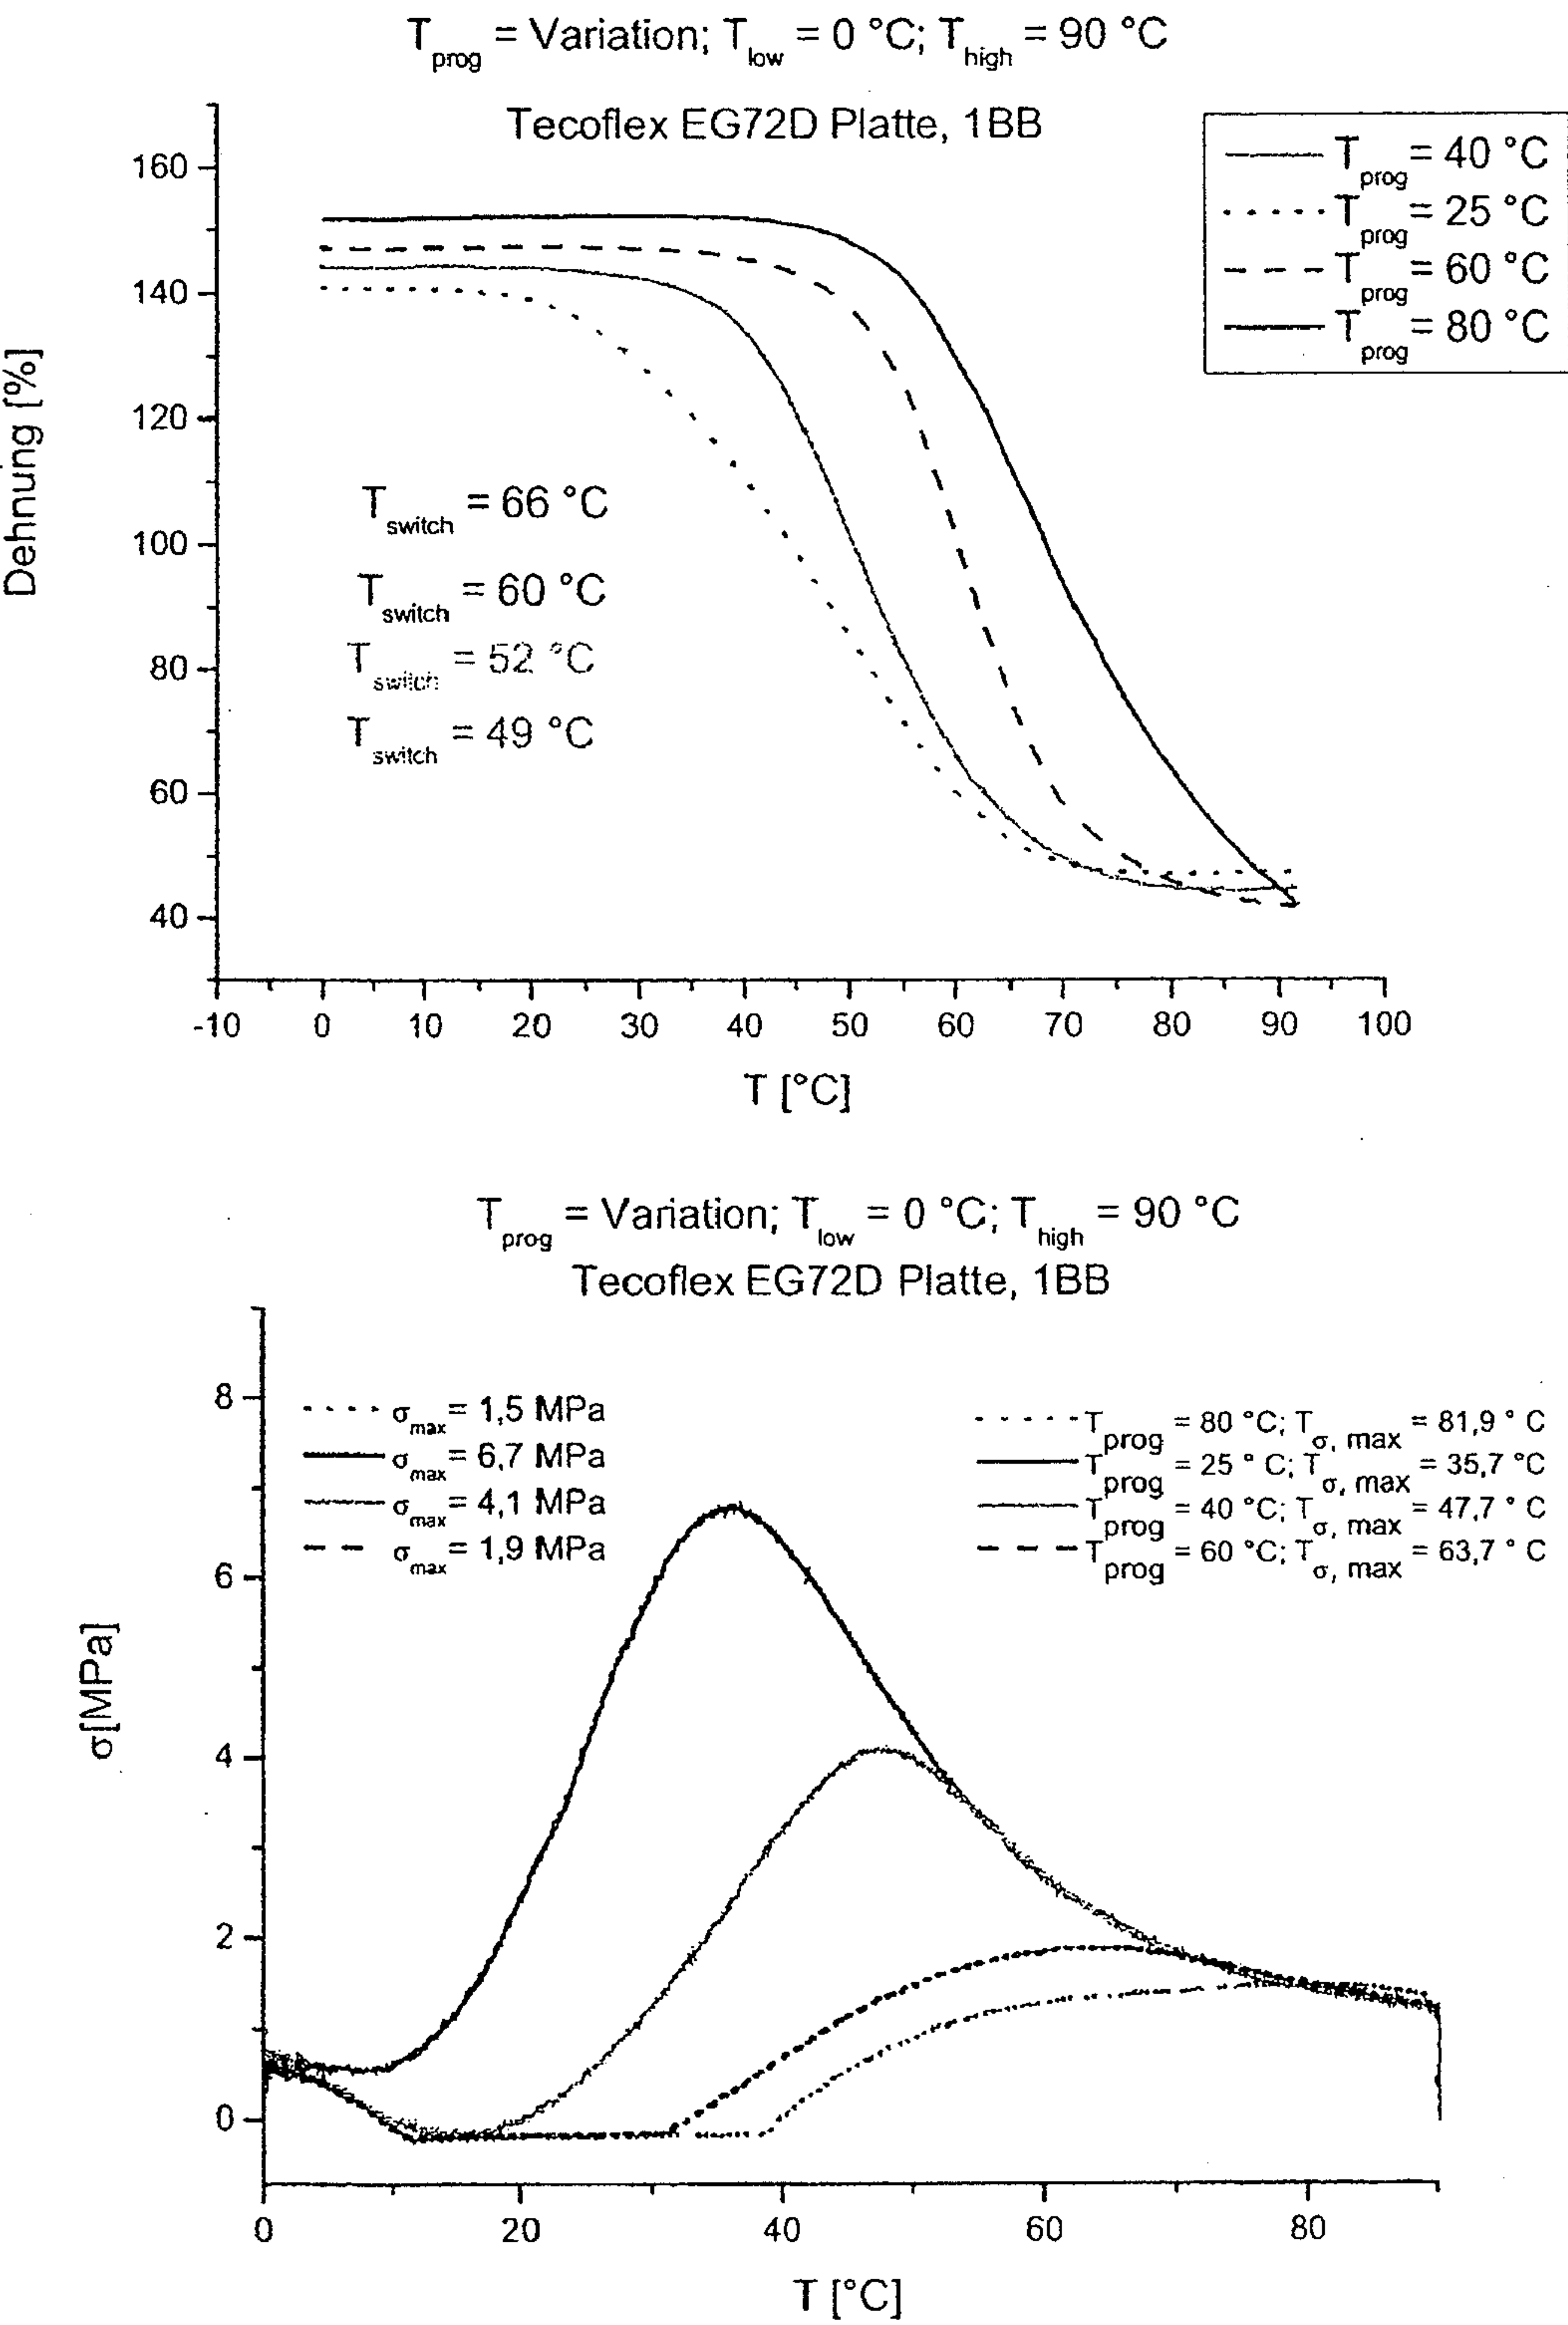 T_prog = Variation; T_low = 0 °C; T_high = 90 °C
Tecoflex EG72D Platte, 1BB
T_prog = 40 °C
T_prog = 25 °C
T_prog = 60 °C
T_prog = 80 °C
Dehnung [%]
160
140
120
100
80
60
40
T_switch = 66 °C
T_switch = 60 °C
T_switch = 52 °C
T_switch = 49 °C
-10 0 10 20 30 40 50 60 70 80 90 100
T [°C]
T_prog = Variation; T_low = 0 °C; T_high = 90 °C
Tecoflex EG72D Platte, 1BB
σ_max = 1,5 MPa
σ_max = 6,7 MPa
σ_max = 4,1 MPa
σ_max = 1,9 MPa
T_prog = 80 °C; T_σ, max = 81,9 ° C
T_prog = 25 ° C; T_σ, max = 35,7 °C
T_prog = 40 °C; T_σ, max = 47,7 ° C
T_prog = 60 °C; T_σ, max = 63,7 ° C
σ[MPa]
8
6
4
2
0
0 20 40 60 80
T [°C]